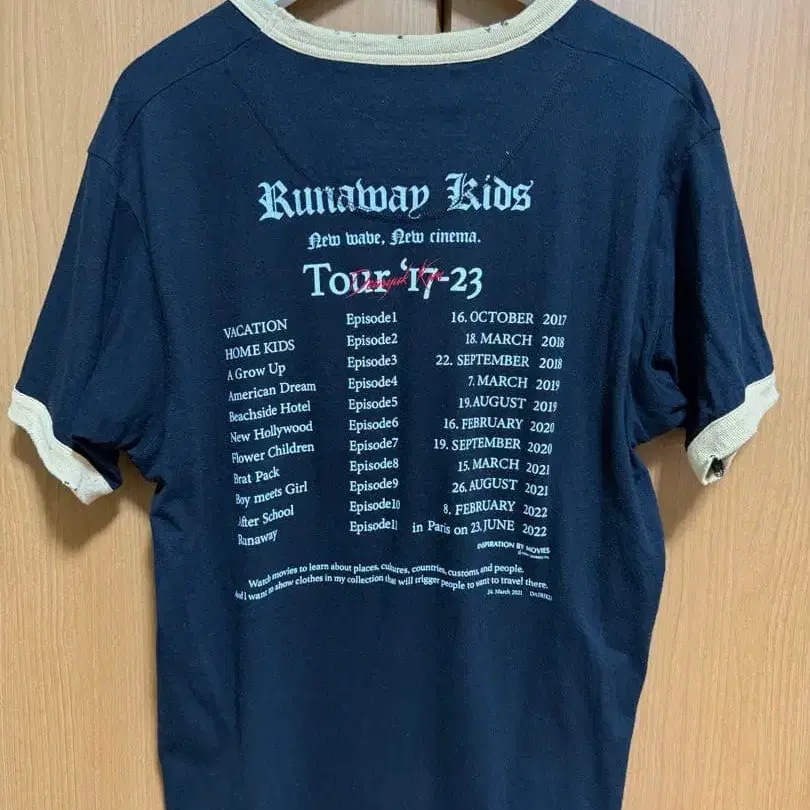 Runaway Kids
New wave, New cinema.
Tour '17-23
VACATION Episode1 16. OCTOBER 2017
HOME KIDS Episode2 18. MARCH 2018
A Grow Up Episode3 22. SEPTEMBER 2018
American Dream Episode4 7. MARCH 2019
Beachside Hotel Episode5 19. AUGUST 2019
New Hollywood Episode6 16. FEBRUARY 2020
Flower Children Episode7 19. SEPTEMBER 2020
Brat Pack Episode8 15. MARCH 2021
Boy meets Girl Episode9 26. AUGUST 2021
After School Episode10 8. FEBRUARY 2022
Runaway Episode11 in Paris on 23. JUNE 2022
INSPIRATION BY MOVIES
Watch movies to learn about places, cultures, countries, customs, and people.
And I want to show clothes in my collection that will trigger people to want to travel there.
24. March 2021